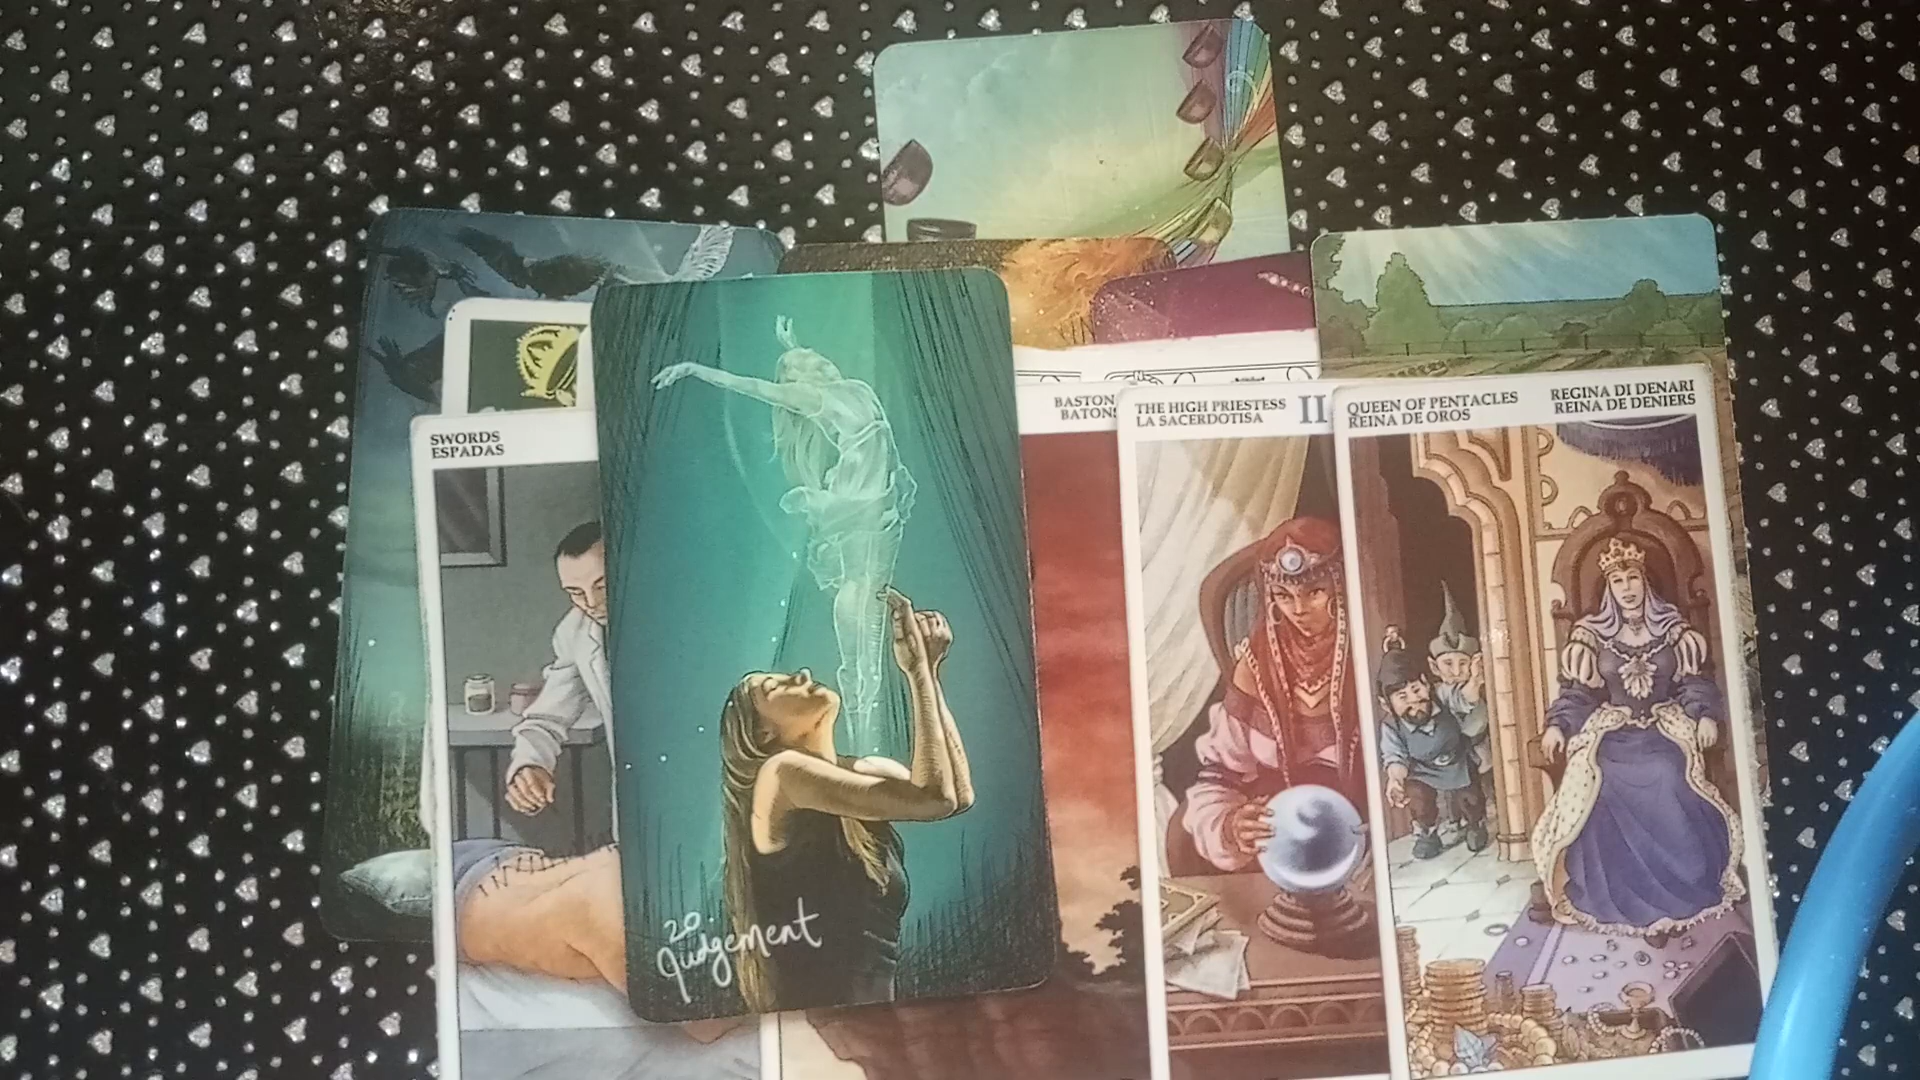 SWORDS
ESPADAS
20.
Judgement
BASTON
BATONS
THE HIGH PRIESTESS
LA SACERDOTISA
II
QUEEN OF PENTACLES
REINA DE OROS
REGINA DI DENARI
REINE DE DENIERS